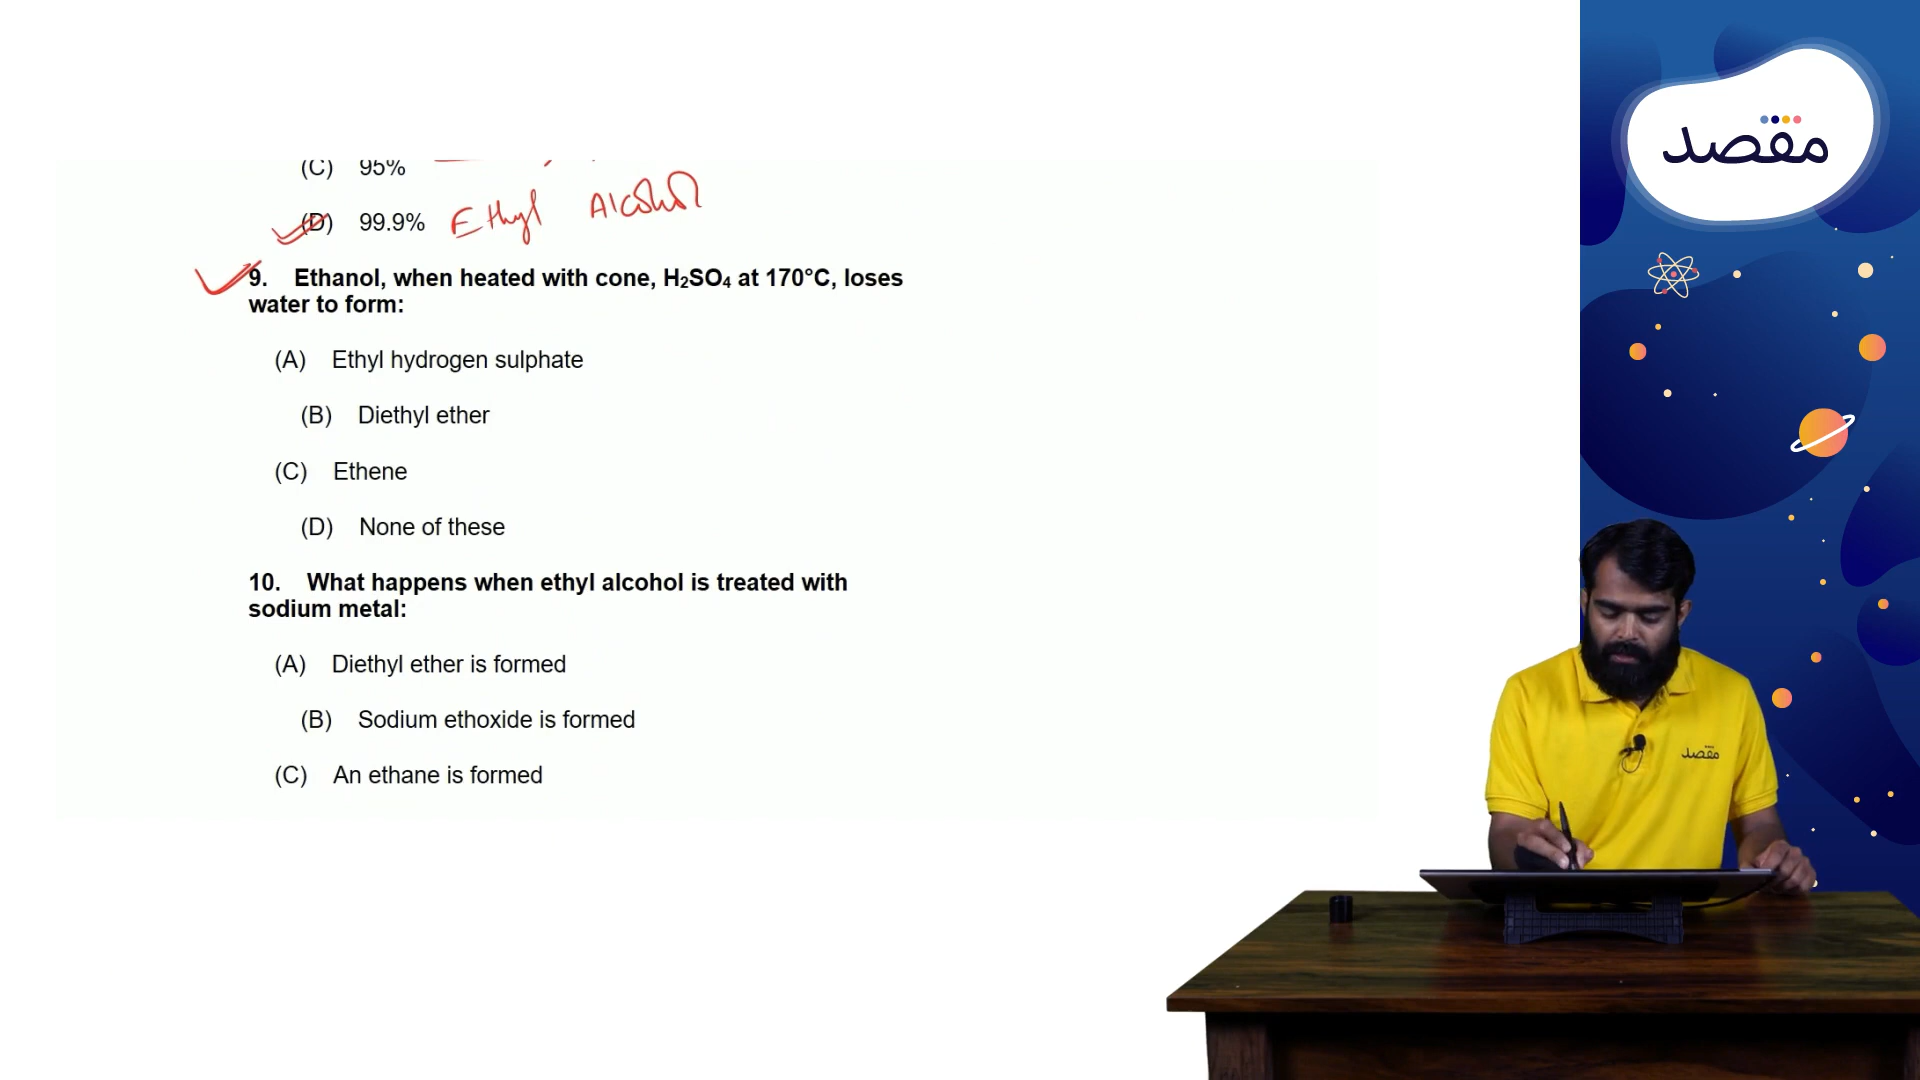 (C) 95%
(D) 99.9% Ethyl Alcohol
9. Ethanol, when heated with cone, H₂SO₄ at 170°C, loses
water to form:
(A) Ethyl hydrogen sulphate
(B) Diethyl ether
(C) Ethene
(D) None of these
10. What happens when ethyl alcohol is treated with
sodium metal:
(A) Diethyl ether is formed
(B) Sodium ethoxide is formed
(C) An ethane is formed
مقصد
مقصد